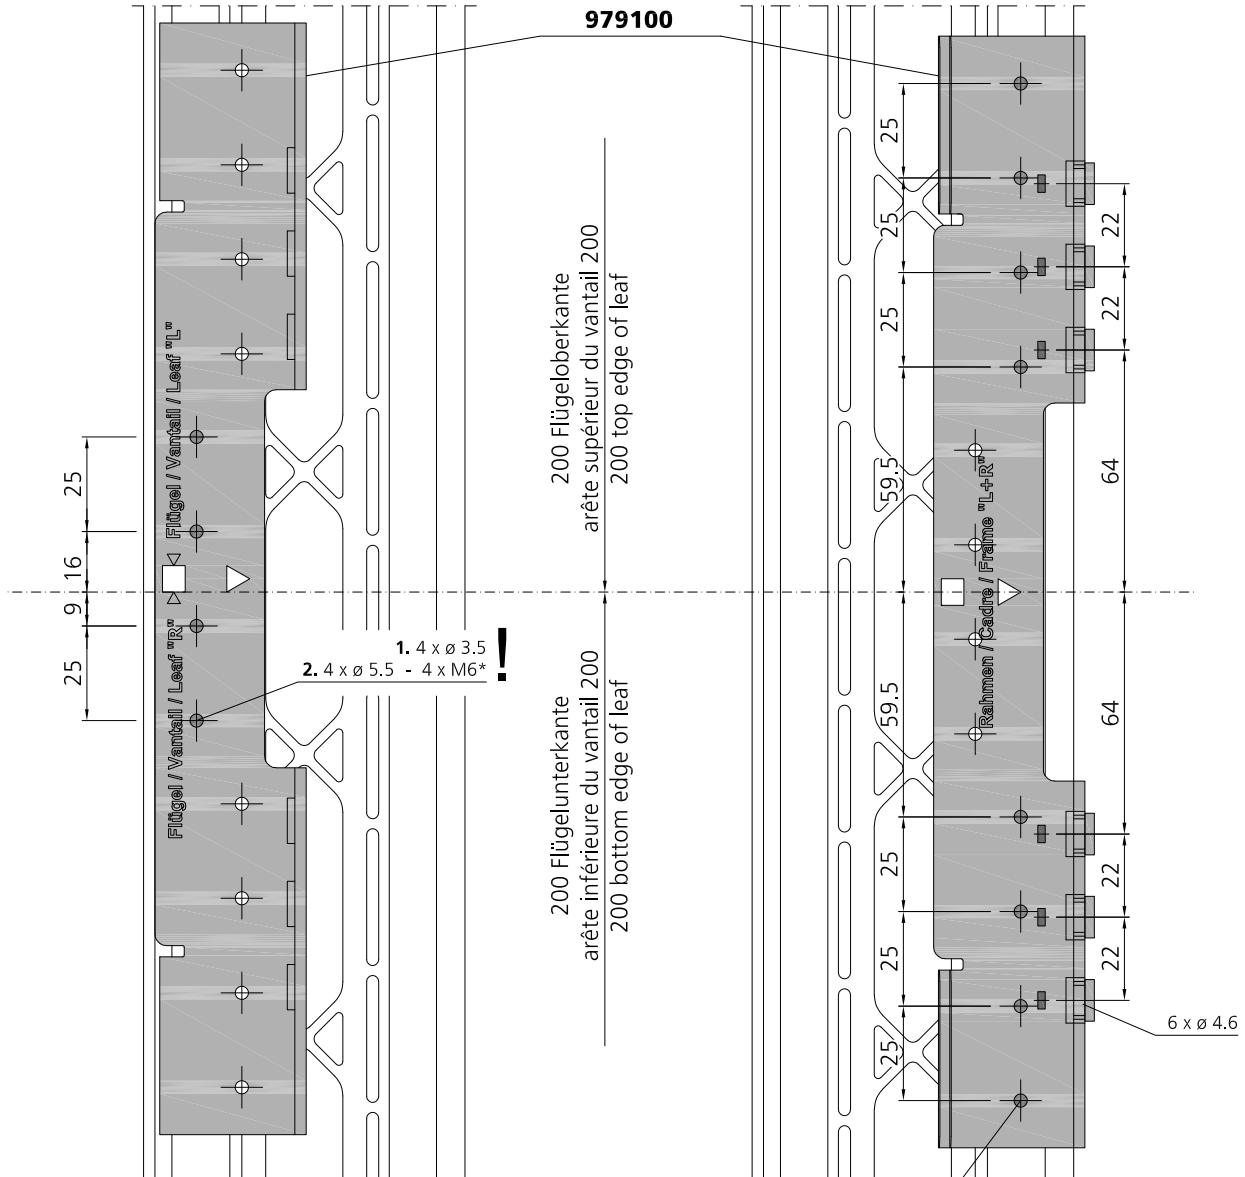 979100
25
16
9
25
Flügel / Vantail / Leaf "L"
Flügel / Vantail / Leaf "R"
1. 4 x ø 3.5
2. 4 x ø 5.5 - 4 x M6*
!
200 Flügeloberkante
arête supérieur du vantail 200
200 top edge of leaf
200 Flügelunterkante
arête inférieure du vantail 200
200 bottom edge of leaf
25
25
25
59.5
59.5
25
25
25
Rahmen / Cadre / Frame "L+R"
22
22
64
64
22
22
6 x ø 4.6